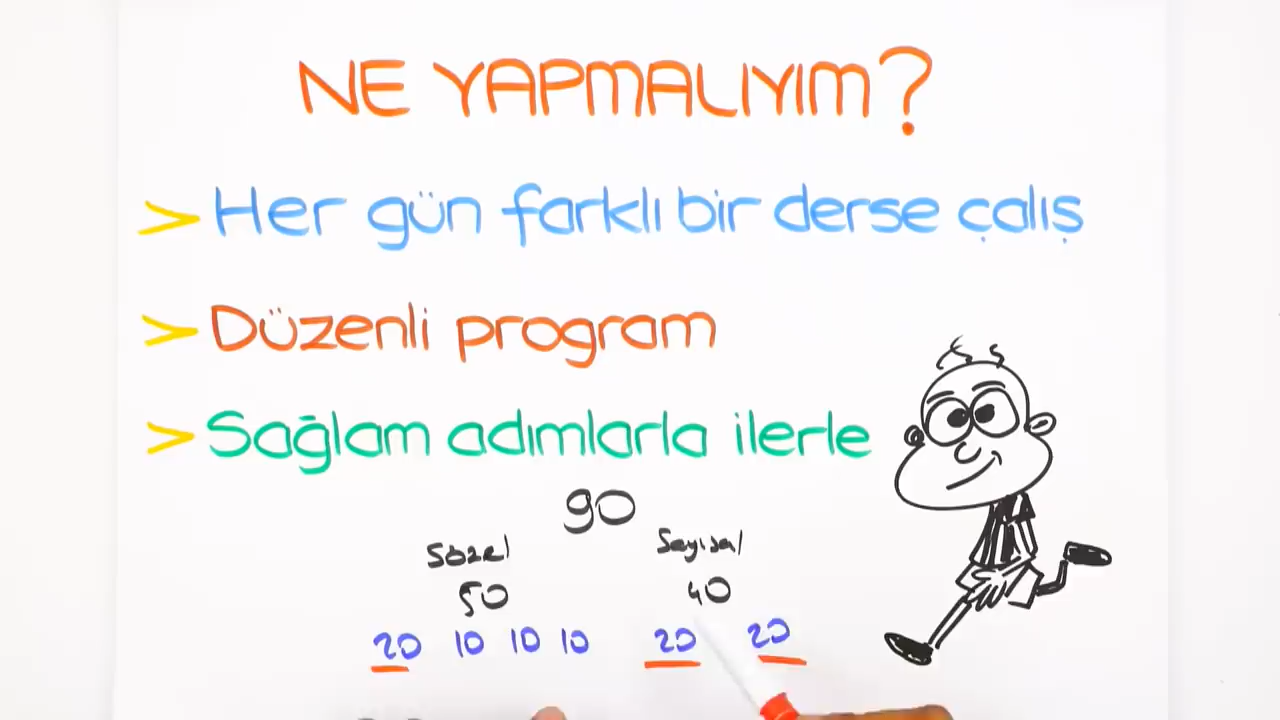 NE YAPMALIYIM?
> Her gün farklı bir derse çalış
> Düzenli program
> Sağlam adımlarla ilerle
90
Sözel Sayısal
50 40
20 10 10 10 20 20